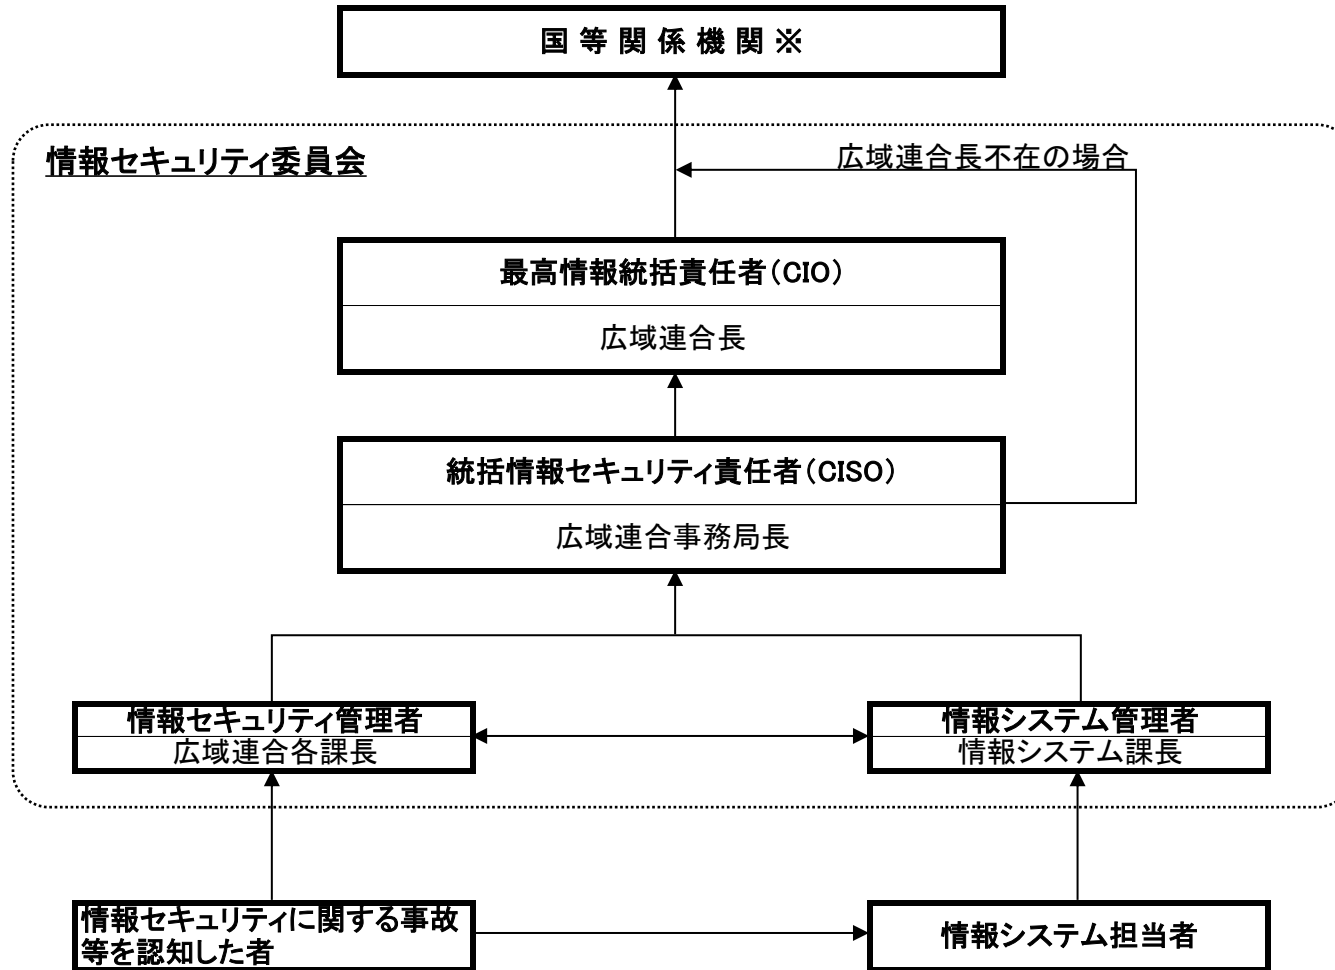 国等関係機関※
情報セキュリティ委員会
広域連合長不在の場合
最高情報統括責任者（CIO）
広域連合長
統括情報セキュリティ責任者（CISO）
広域連合事務局長
情報セキュリティ管理者
広域連合各課長
情報システム管理者
情報システム課長
情報セキュリティに関する事故
等を認知した者
情報システム担当者